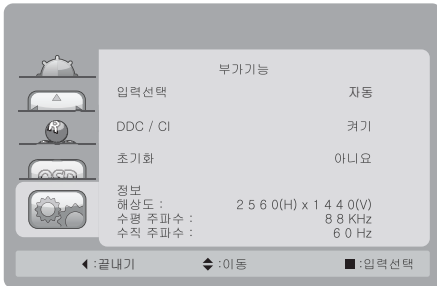 부가기능
입력선택 자동
DDC / CI 켜기
초기화 아니요
정보
해상도 : 2560(H) x 1440(V)
수평 주파수 : 88 KHz
수직 주파수 : 60 Hz
R
OSD
◀ :끝내기 ◆ :이동 ■ :입력선택